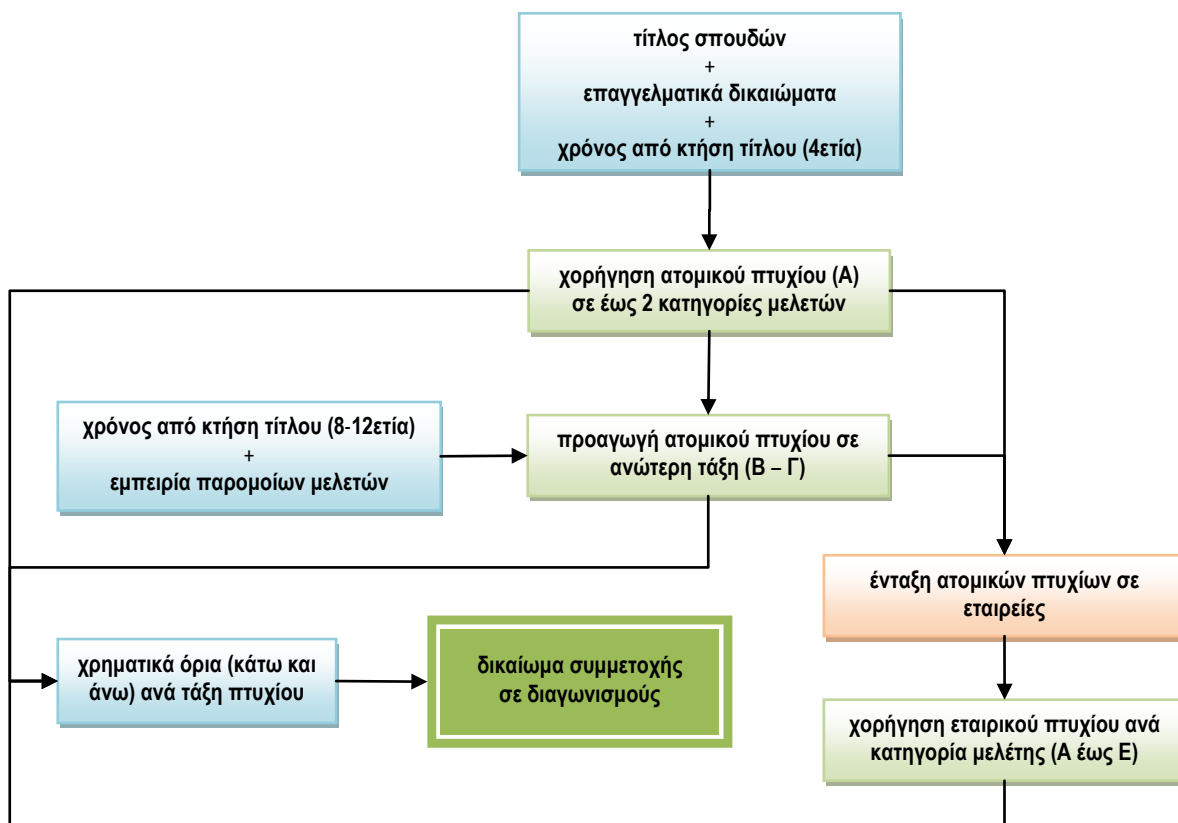 τίτλος σπουδών
+
επαγγελματικά δικαιώματα
+
χρόνος από κτήση τίτλου (4ετία)
χορήγηση ατομικού πτυχίου (Α)
σε έως 2 κατηγορίες μελετών
χρόνος από κτήση τίτλου (8-12ετία)
+
εμπειρία παρομοίων μελετών
προαγωγή ατομικού πτυχίου σε
ανώτερη τάξη (Β – Γ)
ένταξη ατομικών πτυχίων σε
εταιρείες
χρηματικά όρια (κάτω και
άνω) ανά τάξη πτυχίου
δικαίωμα συμμετοχής
σε διαγωνισμούς
χορήγηση εταιρικού πτυχίου ανά
κατηγορία μελέτης (Α έως Ε)